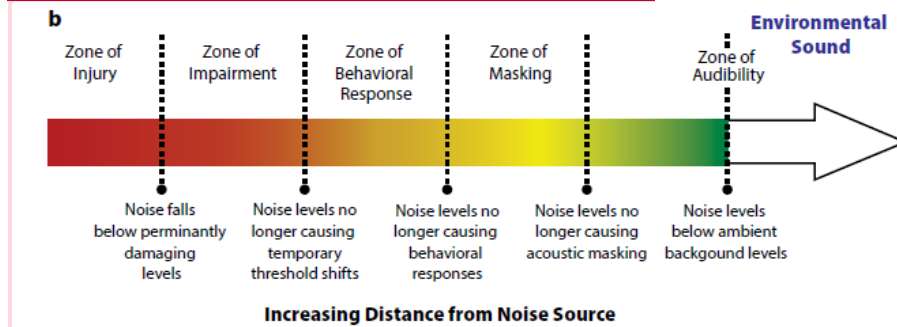 b
Environmental
Sound
Zone of
Injury
Zone of
Impairment
Zone of
Behavioral
Response
Zone of
Masking
Zone of
Audibility
Noise falls
below perminantly
damaging
levels
Noise levels no
longer causing
temporary
threshold shifts
Noise levels no
longer causing
behavioral
responses
Noise levels no
longer causing
acoustic masking
Noise levels
below ambient
backgound levels
Increasing Distance from Noise Source